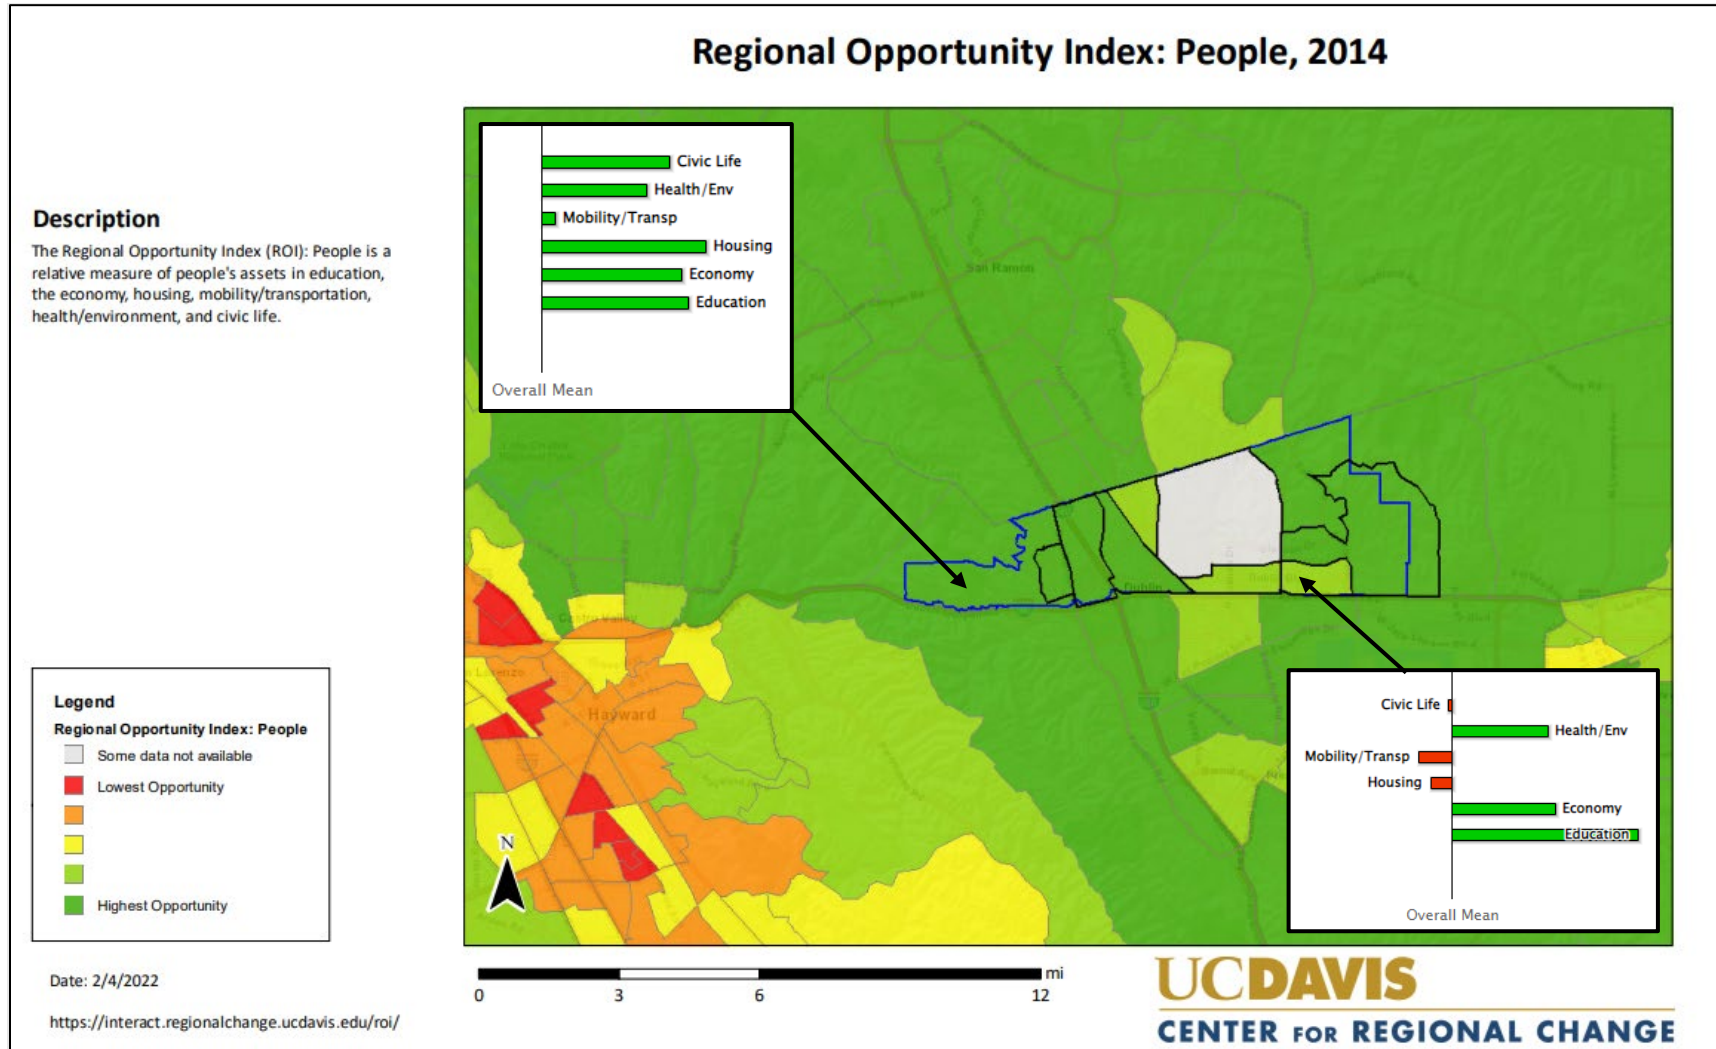 Regional Opportunity Index: People, 2014
Description
The Regional Opportunity Index (ROI): People is a
relative measure of people's assets in education,
the economy, housing, mobility/transportation,
health/environment, and civic life.
Civic Life
Health/Env
Mobility/Transp
Housing
Economy
Education
Overall Mean
San Ramon
Dublin
Castro Valley
Hayward
Civic Life
Health/Env
Mobility/Transp
Housing
Economy
Education
Overall Mean
Legend
Regional Opportunity Index: People
Some data not available
Lowest Opportunity
Highest Opportunity
N
Date: 2/4/2022
https://interact.regionalchange.ucdavis.edu/roi/
mi
0 3 6 12
UCDAVIS
CENTER FOR REGIONAL CHANGE